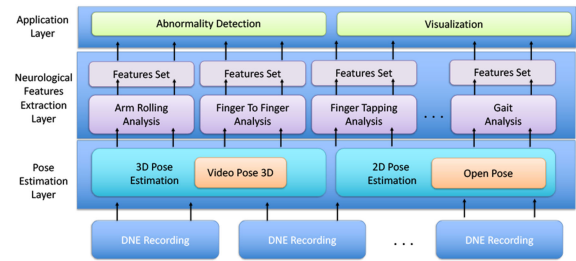 Application
Layer
Abnormality Detection
Visualization
Neurological
Features
Extraction
Layer
Features Set
Features Set
Features Set
Features Set
Arm Rolling
Analysis
Finger To Finger
Analysis
Finger Tapping
Analysis
. . .
Gait
Analysis
Pose
Estimation
Layer
3D Pose
Estimation
Video Pose 3D
2D Pose
Estimation
Open Pose
DNE Recording
DNE Recording
. . .
DNE Recording